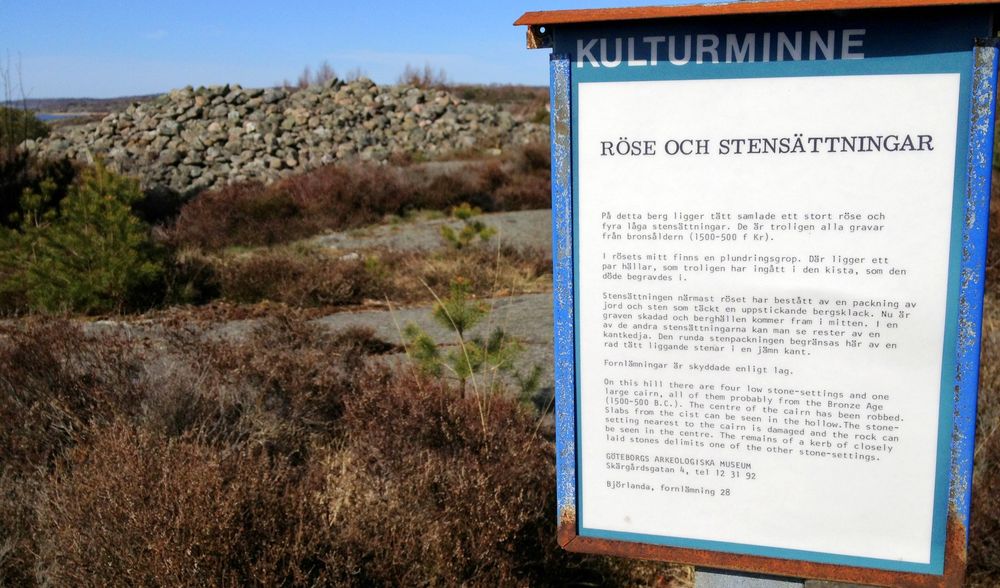 KULTURMINNE
RÖSE OCH STENSÄTTNINGAR
På detta berg ligger tätt samlade ett stort röse och
fyra låga stensättningar. De är troligen alla gravar
från bronsåldern (1500-500 f Kr).
I rösets mitt finns en plundringsgrop. Där ligger ett
par hällar, som troligen har ingått i den kista, som den
döde begravdes i.
Stensättningen närmast röset har bestått av en packning av
jord och sten som täckt en uppstickande bergsklack. Nu är
graven skadad och berghällen kommer fram i mitten. I en
av de andra stensättningarna kan man se rester av en
kantkedja. Den runda stenpackningen begränsas här av en
rad tätt liggande stenar i en jämn kant.
Fornlämningar är skyddade enligt lag.
On this hill there are four low stone-settings and one
large cairn, all of them probably from the Bronze Age
(1500-500 B.C.). The centre of the cairn has been robbed.
Slabs from the cist can be seen in the hollow.The stone-
setting nearest to the cairn is damaged and the rock can
be seen in the centre. The remains of a kerb of closely
laid stones delimits one of the other stone-settings.
GÖTEBORGS ARKEOLOGISKA MUSEUM
Skärgårdsgatan 4, tel 12 31 92
Björlanda, fornlämning 28